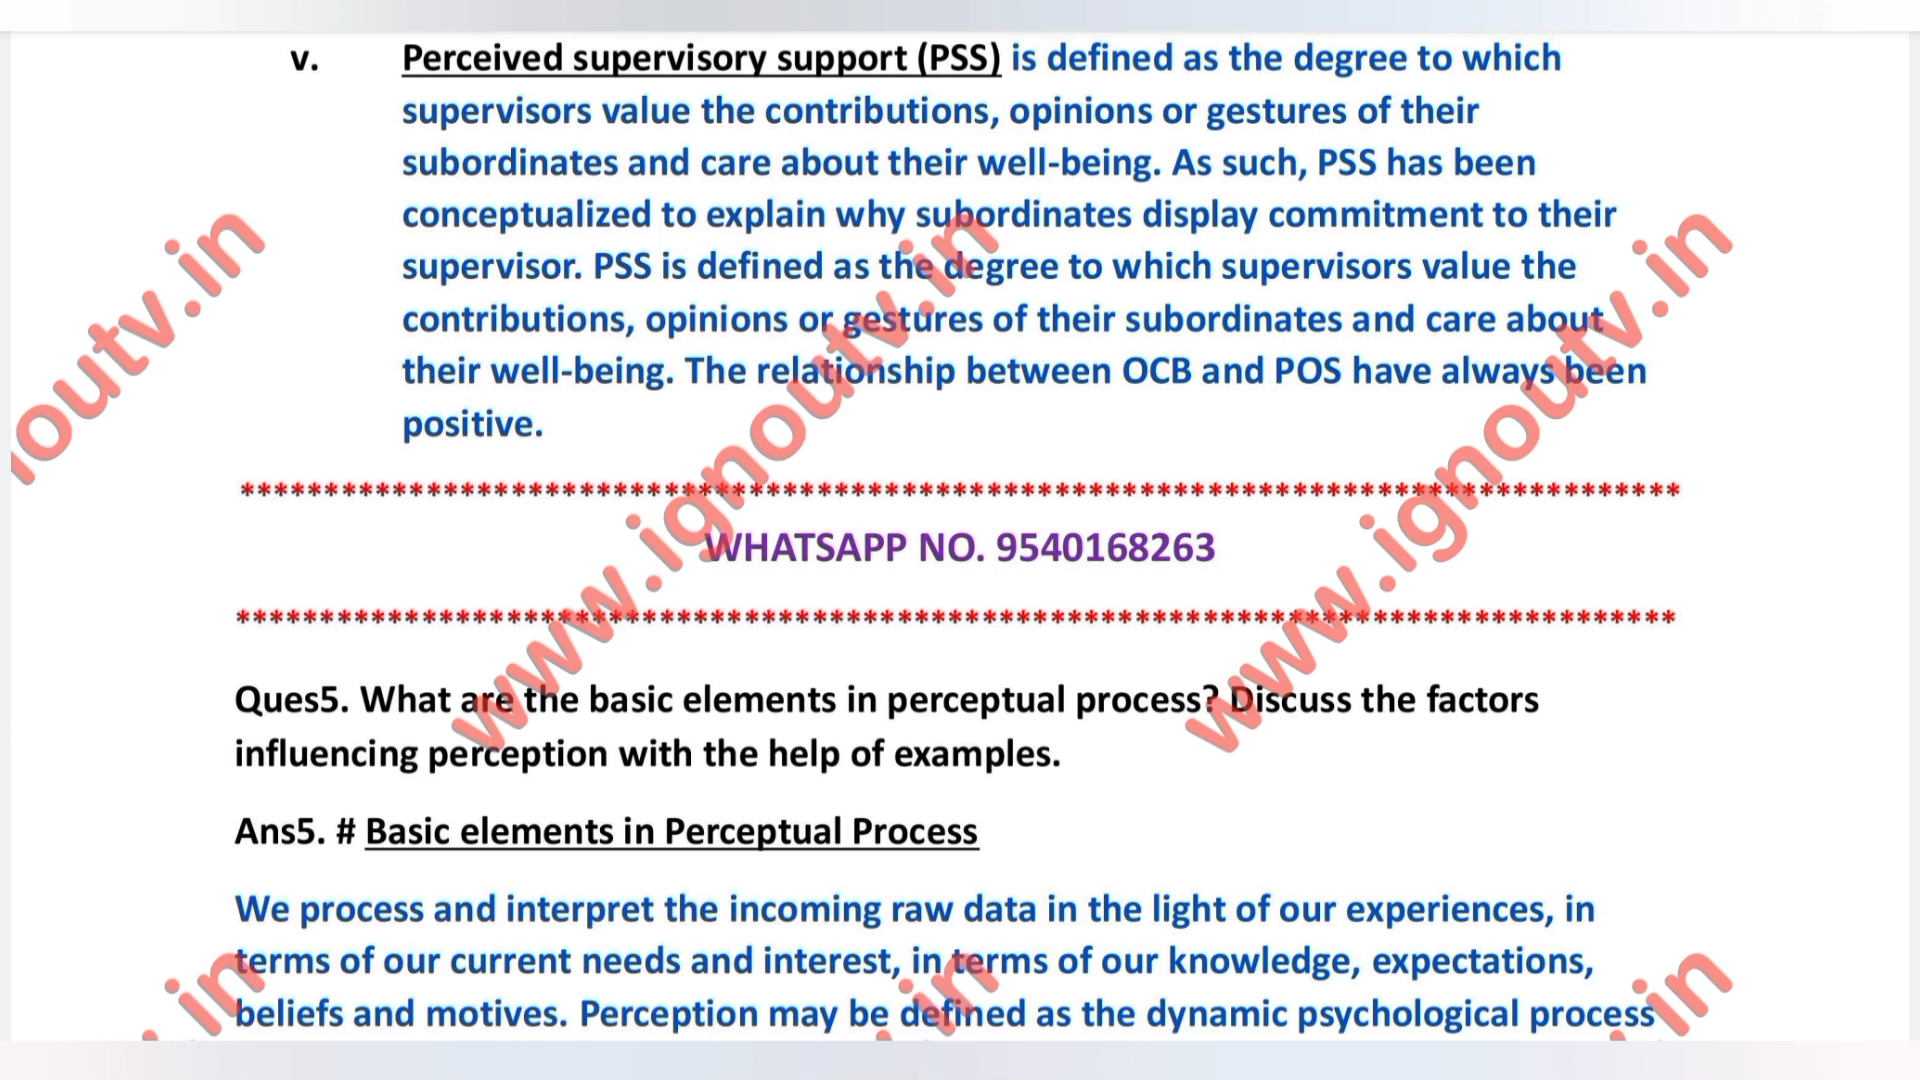 v. Perceived supervisory support (PSS) is defined as the degree to which
supervisors value the contributions, opinions or gestures of their
subordinates and care about their well-being. As such, PSS has been
conceptualized to explain why subordinates display commitment to their
supervisor. PSS is defined as the degree to which supervisors value the
contributions, opinions or gestures of their subordinates and care about
their well-being. The relationship between OCB and POS have always been
positive.
*************************************************************************************
WHATSAPP NO. 9540168263
*************************************************************************************
Ques5. What are the basic elements in perceptual process? Discuss the factors
influencing perception with the help of examples.
Ans5. # Basic elements in Perceptual Process
We process and interpret the incoming raw data in the light of our experiences, in
terms of our current needs and interest, in terms of our knowledge, expectations,
beliefs and motives. Perception may be defined as the dynamic psychological process
outv.in
www.ignoutv.in
www.ignoutv.in
.in
.in
.in